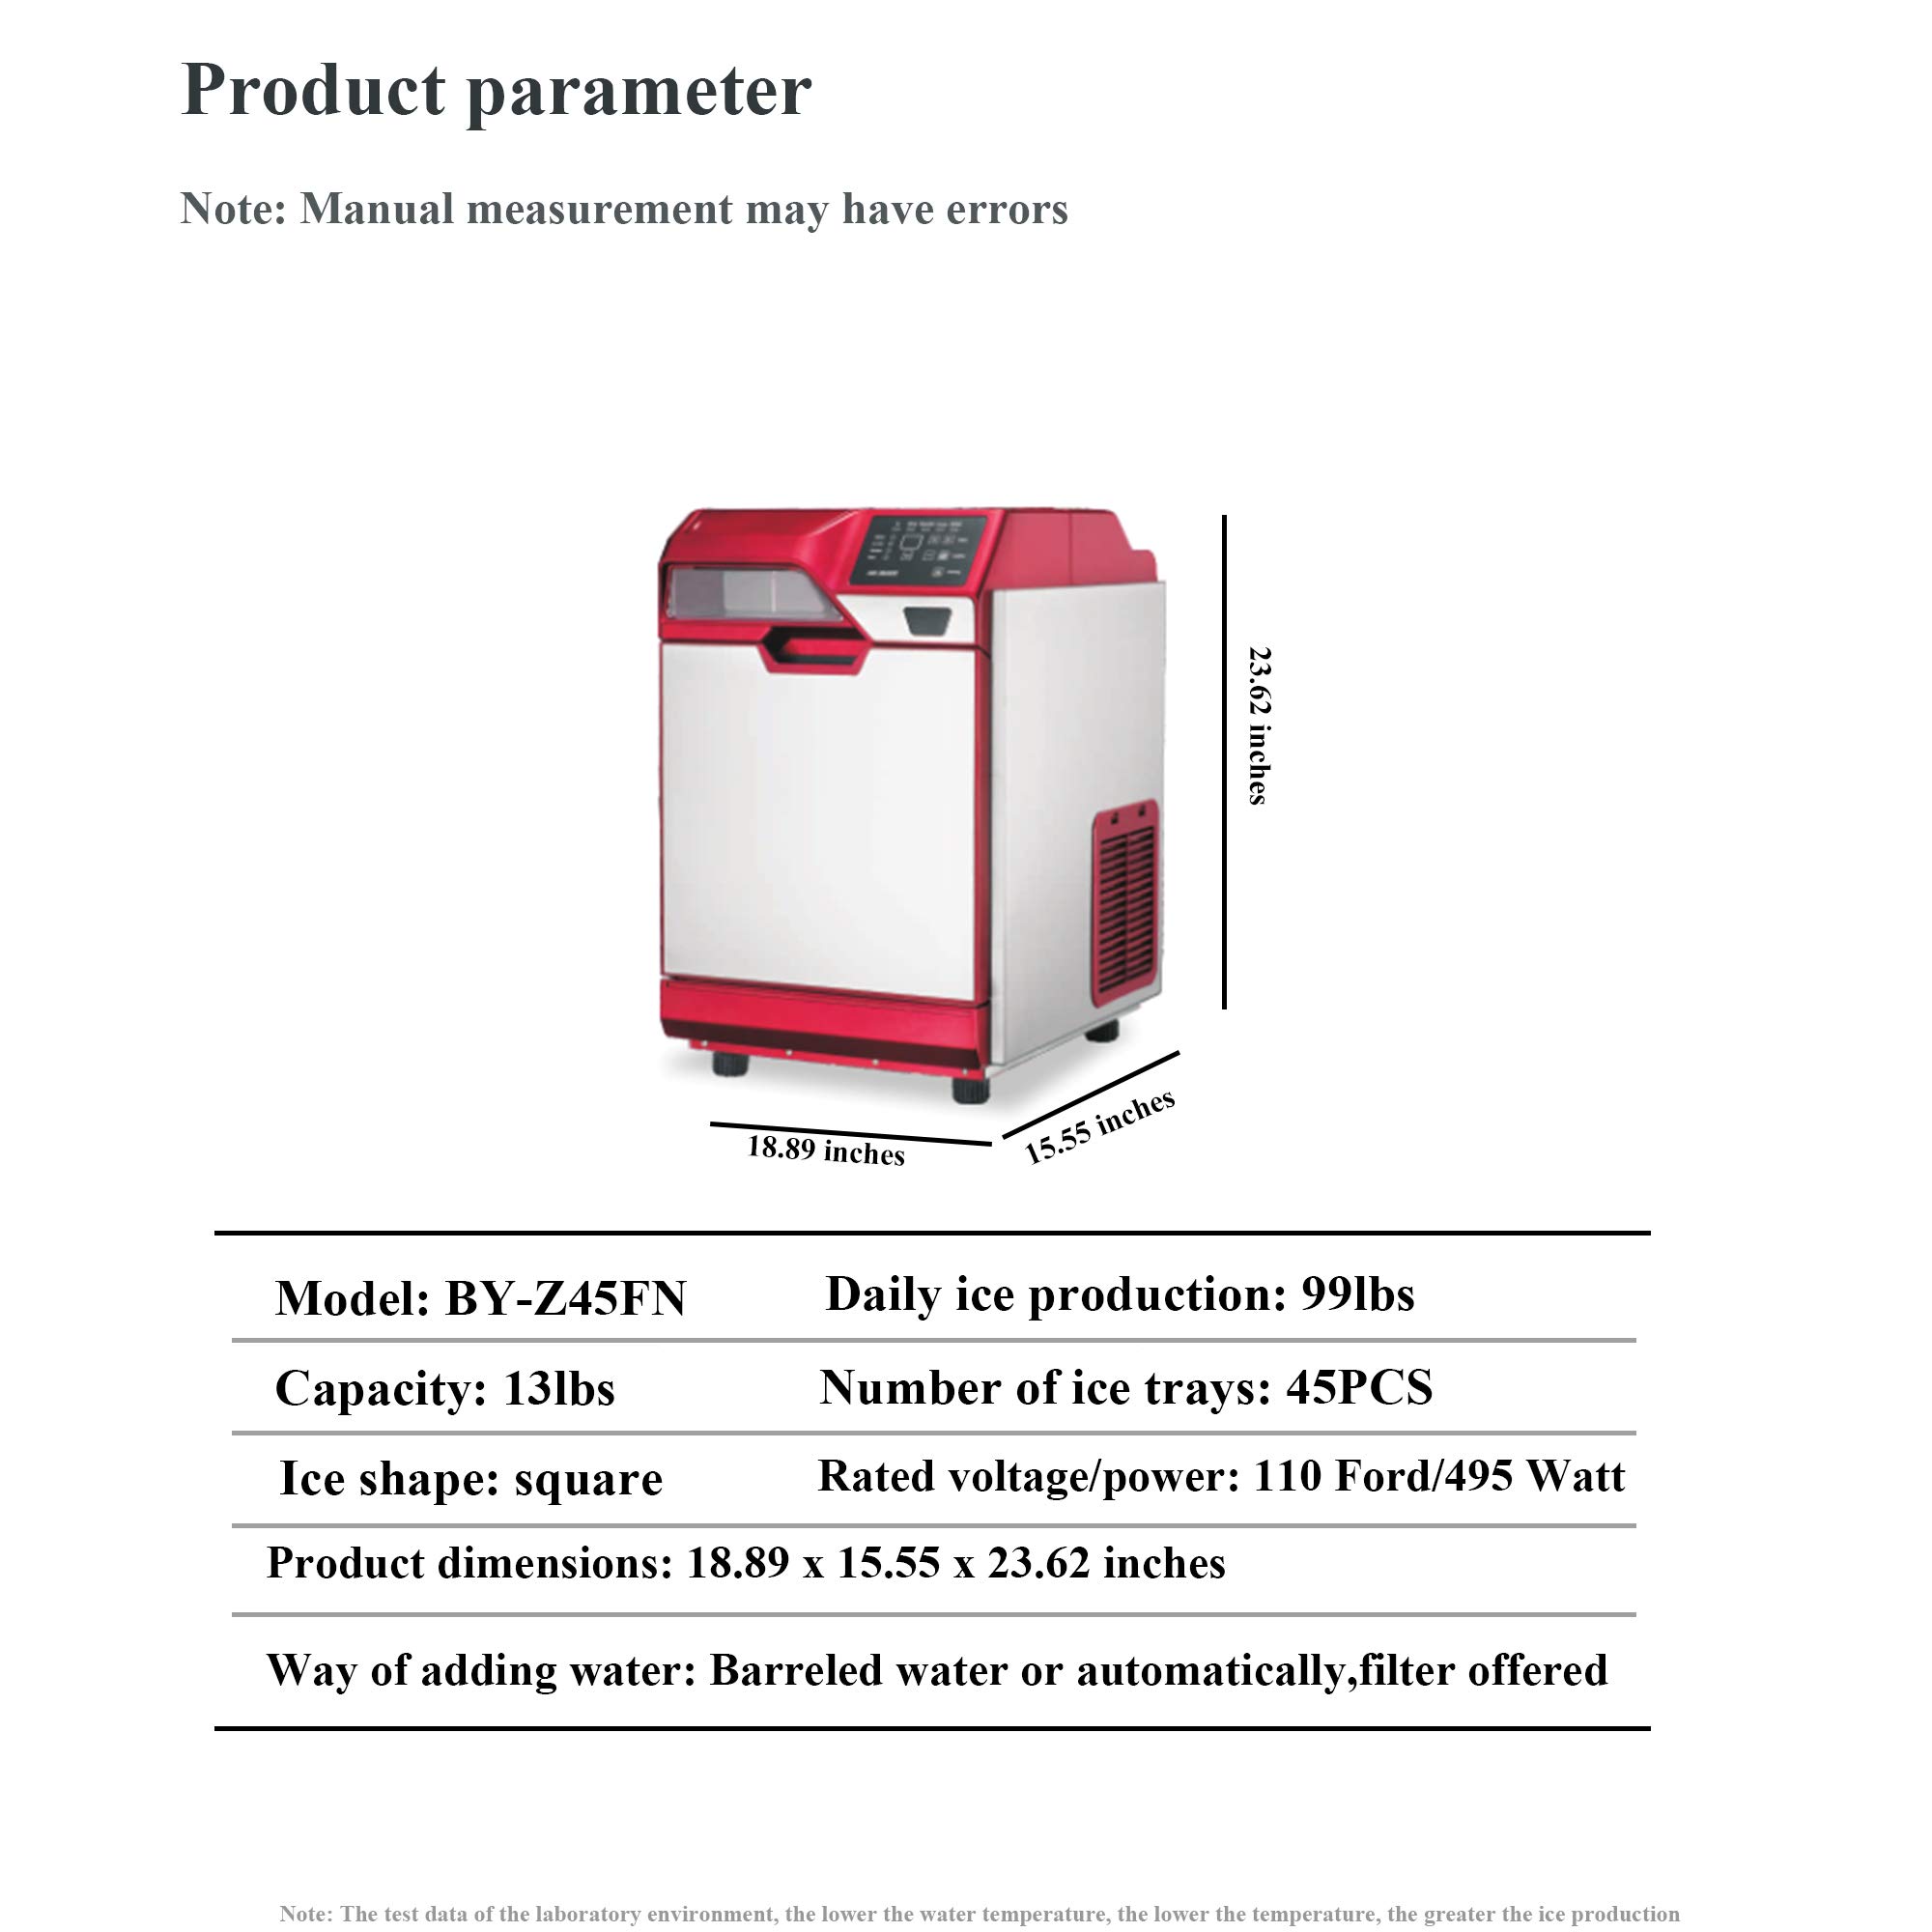 Product parameter
Note: Manual measurement may have errors
23.62 inches
18.89 inches
15.55 inches
Model: BY-Z45FN
Daily ice production: 99lbs
Capacity: 13lbs
Number of ice trays: 45PCS
Ice shape: square
Rated voltage/power: 110 Ford/495 Watt
Product dimensions: 18.89 x 15.55 x 23.62 inches
Way of adding water: Barreled water or automatically,filter offered
Note: The test data of the laboratory environment, the lower the water temperature, the lower the temperature, the greater the ice production